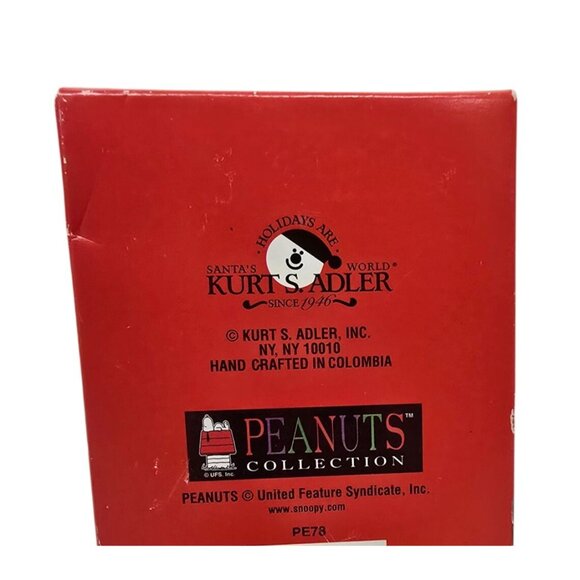 · HOLIDAYS ARE ·
SANTA'S WORLD®
KURT S. ADLER
SINCE 1946
© KURT S. ADLER, INC.
NY, NY 10010
HAND CRAFTED IN COLOMBIA
PEANUTS™
COLLECTION
© UFS, Inc.
PEANUTS © United Feature Syndicate, Inc.
www.snoopy.com
PE78